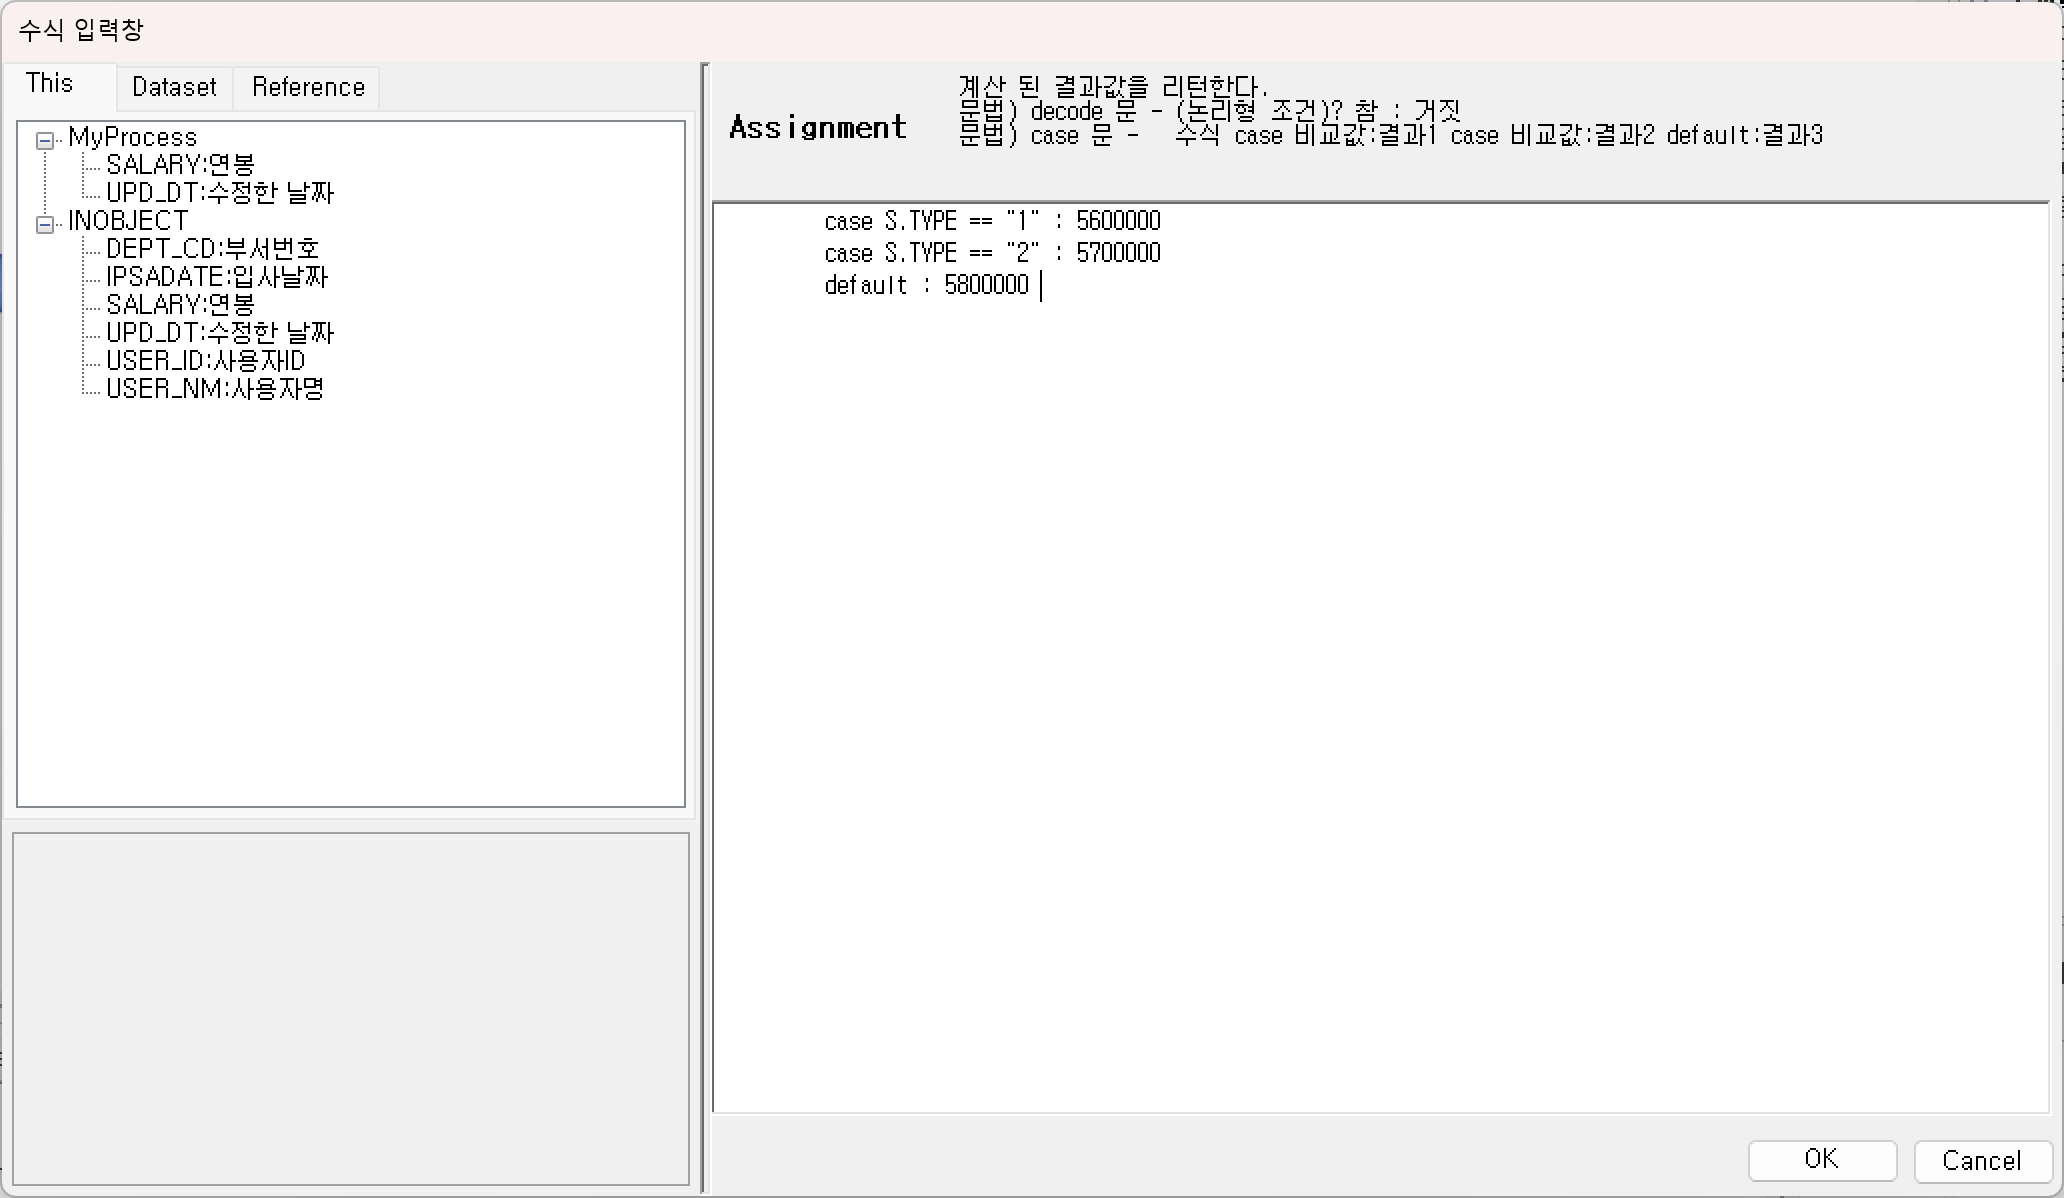 수식 입력창
This
Dataset
Reference
MyProcess
SALARY:연봉
UPD_DT:수정한 날짜
INOBJECT
DEPT_CD:부서번호
IPSADATE:입사날짜
SALARY:연봉
UPD_DT:수정한 날짜
USER_ID:사용자ID
USER_NM:사용자명
Assignment
계산 된 결과값을 리턴한다.
문법) decode 문 - (논리형 조건)? 참 : 거짓
문법) case 문 -   수식 case 비교값:결과1 case 비교값:결과2 default:결과3
case S.TYPE == "1" : 5600000
case S.TYPE == "2" : 5700000
default : 5800000
OK
Cancel